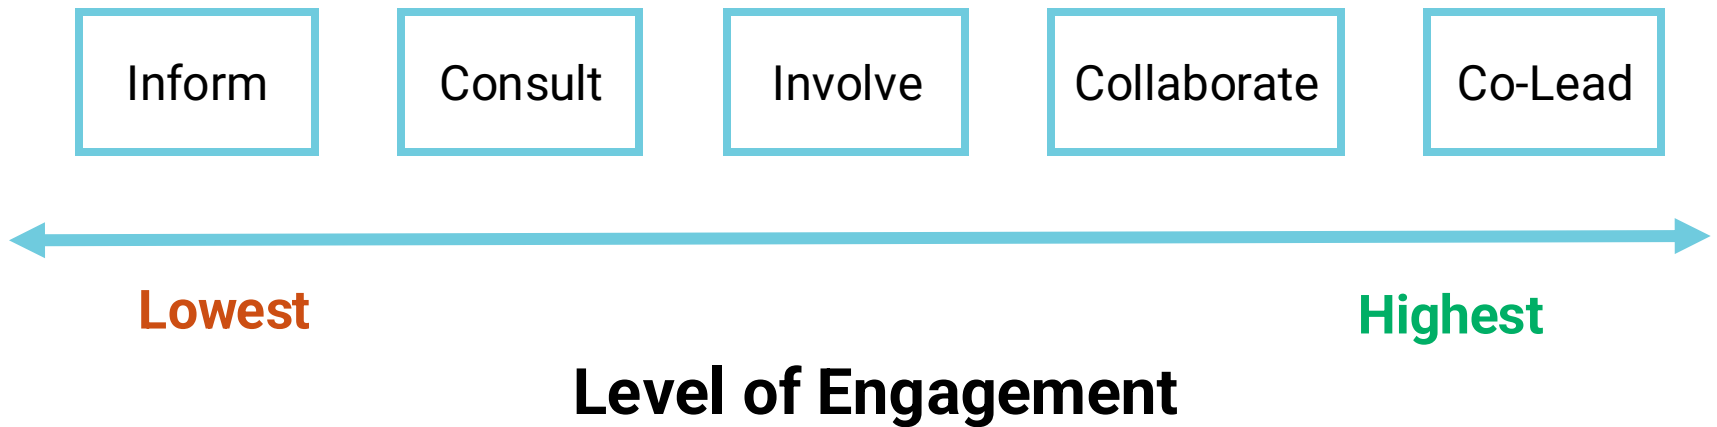 Inform Consult Involve Collaborate Co-Lead
Lowest Highest
Level of Engagement